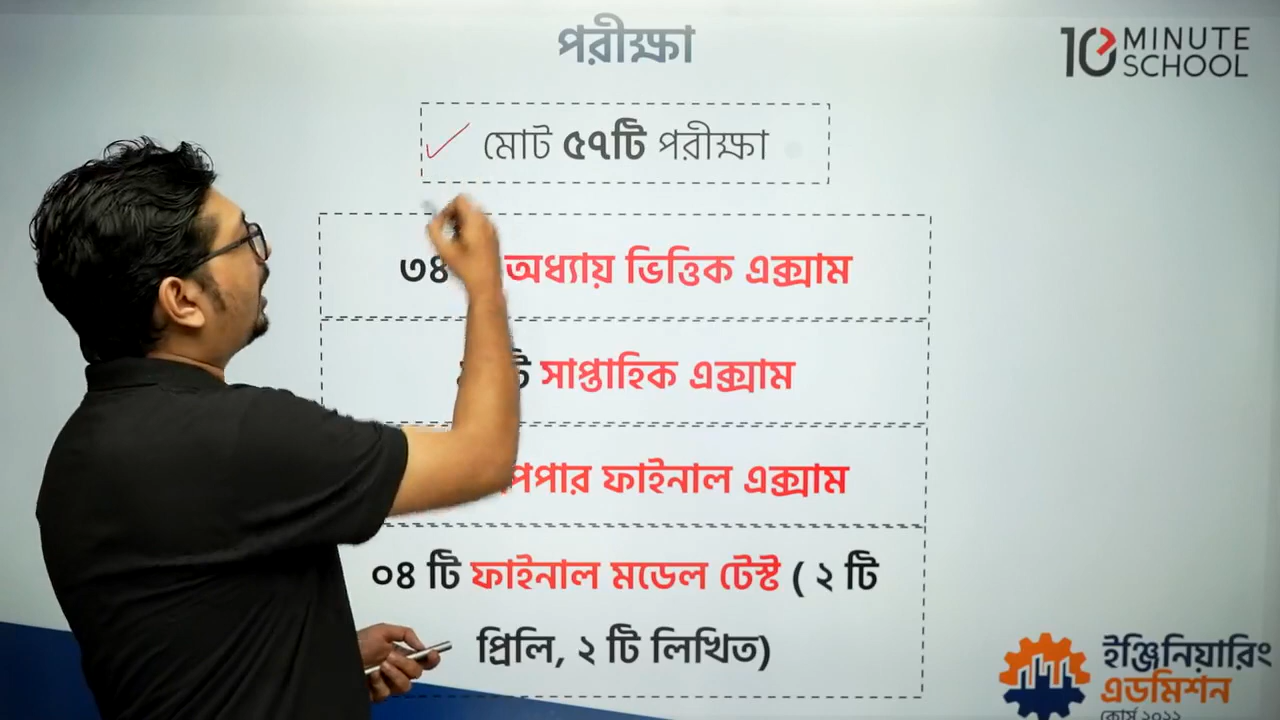 পরীক্ষা
10 MINUTE SCHOOL
মোট ৫৭টি পরীক্ষা
৩৪ অধ্যায় ভিত্তিক এক্সাম
টি সাপ্তাহিক এক্সাম
পেপার ফাইনাল এক্সাম
০৪ টি ফাইনাল মডেল টেস্ট ( ২ টি
প্রিলি, ২ টি লিখিত)
ইঞ্জিনিয়ারিং
এডমিশন
কোর্স ২০২২